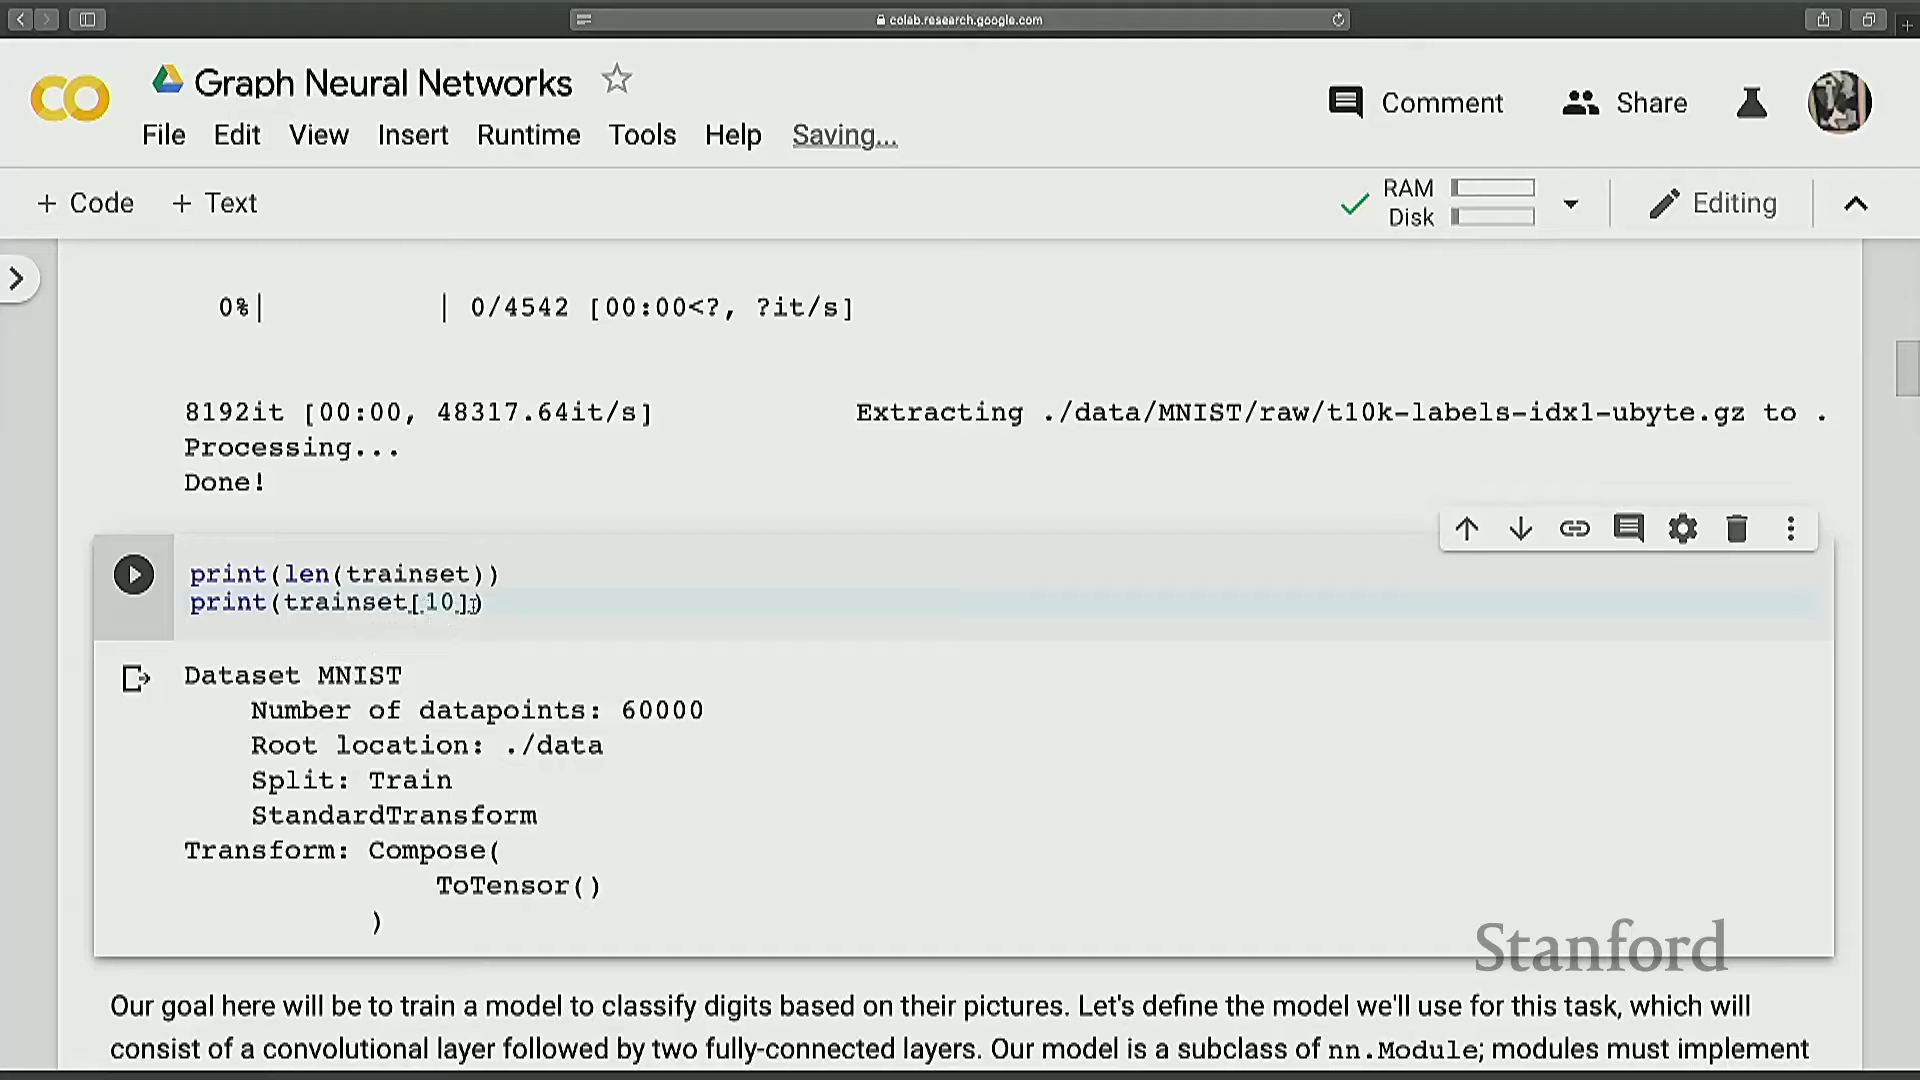 colab.research.google.com
CO Graph Neural Networks
File Edit View Insert Runtime Tools Help Saving...
Comment Share
+ Code + Text
RAM
Disk
Editing
0%| | 0/4542 [00:00<?, ?it/s]
8192it [00:00, 48317.64it/s] Extracting ./data/MNIST/raw/t10k-labels-idx1-ubyte.gz to .
Processing...
Done!
print(len(trainset))
print(trainset[10])
Dataset MNIST
Number of datapoints: 60000
Root location: ./data
Split: Train
StandardTransform
Transform: Compose(
ToTensor()
)
Stanford
Our goal here will be to train a model to classify digits based on their pictures. Let's define the model we'll use for this task, which will
consist of a convolutional layer followed by two fully-connected layers. Our model is a subclass of nn.Module; modules must implement